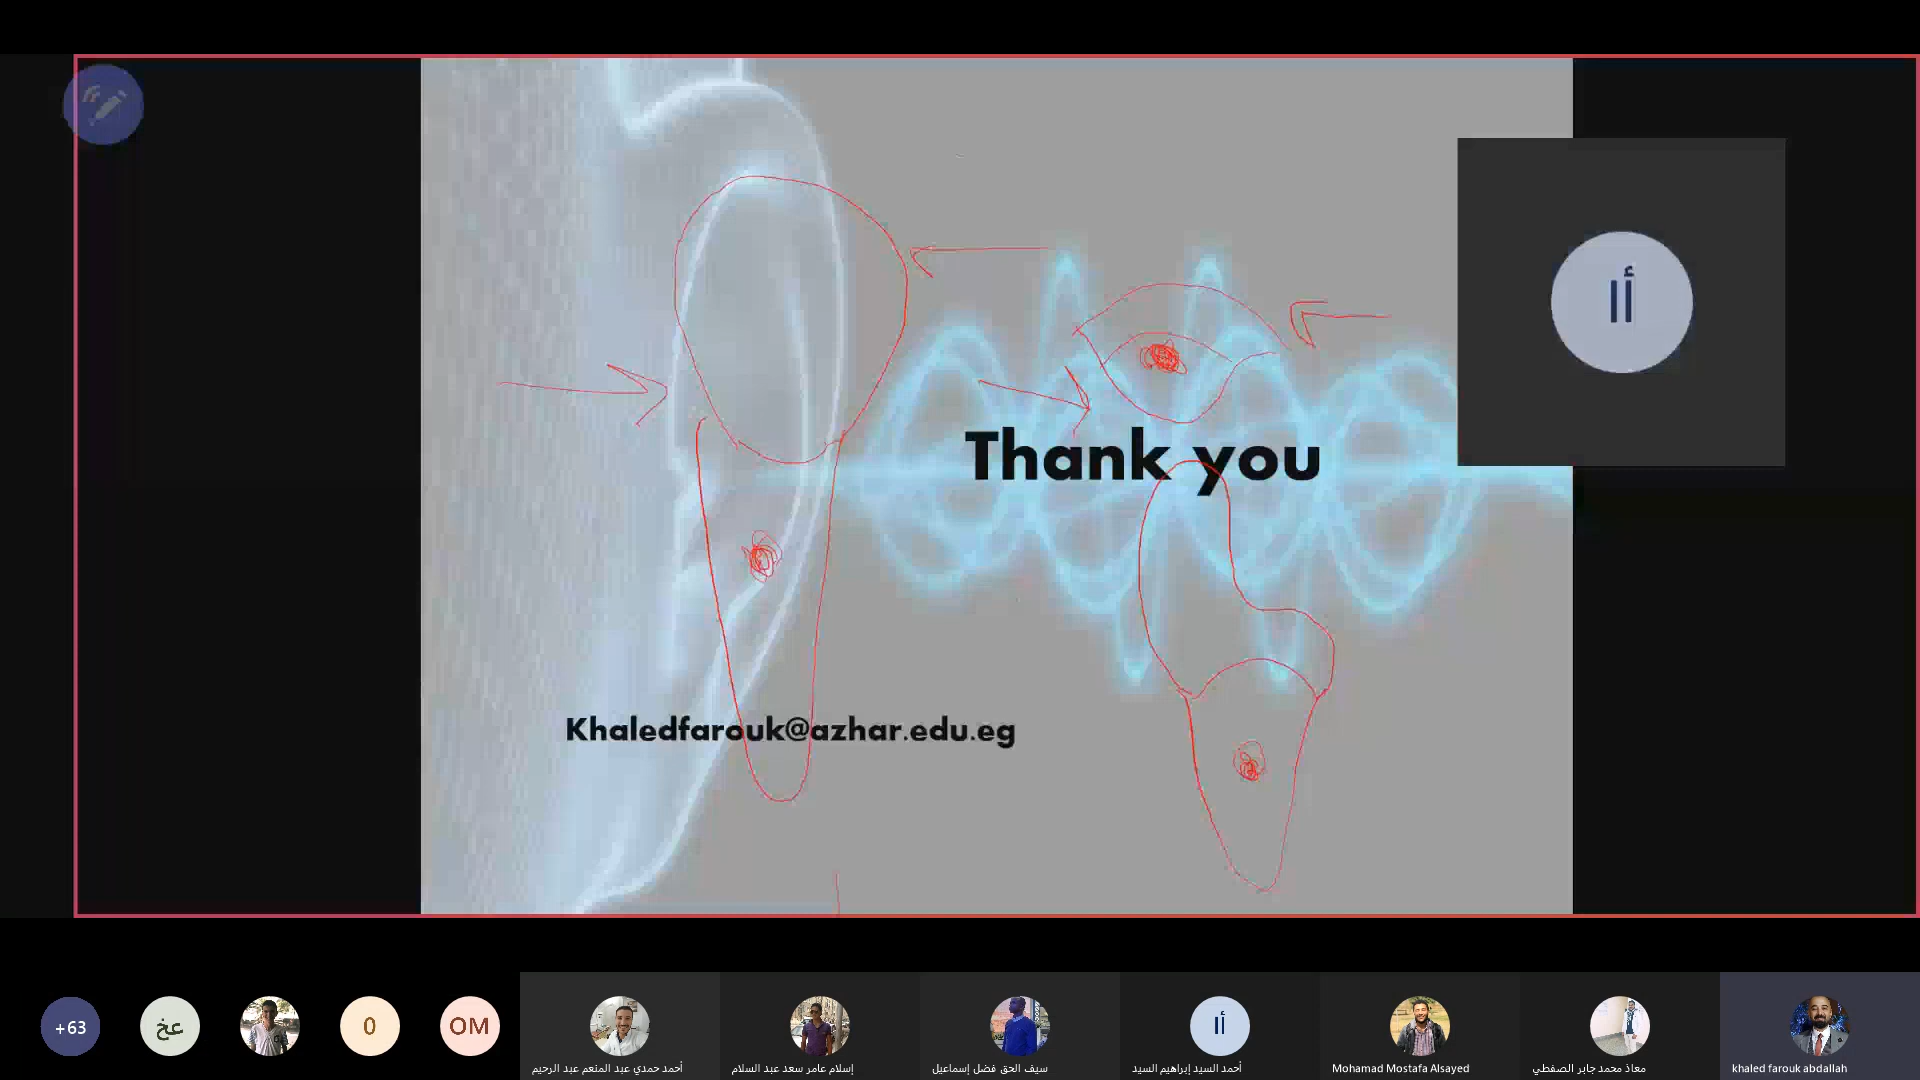 أا
Thank you
Khaledfarouk@azhar.edu.eg
+63
عخ
0
OM
أحمد حمدي عبد المنعم عبد الرحيم
إسلام عامر سعد عبد السلام
سيف الحق فضل إسماعيل
أا
أحمد السيد إبراهيم السيد
Mohamad Mostafa Alsayed
معاذ محمد جابر الصفطي
khaled farouk abdallah